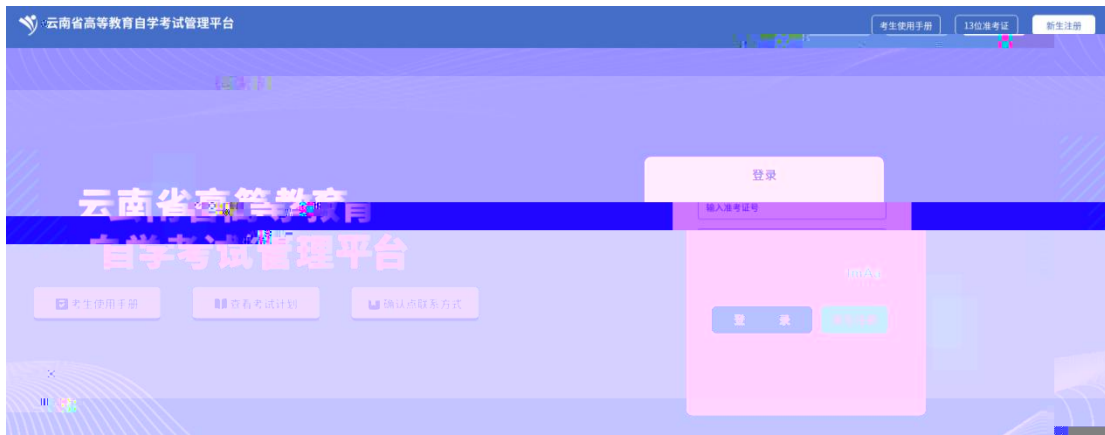 云南省高等教育自学考试管理平台
考生使用手册
13位准考证
新生注册
登录
云南省高等教育
自学考试管理平台
输入准考证号
考生使用手册
查看考试计划
确认点联系方式
登 录